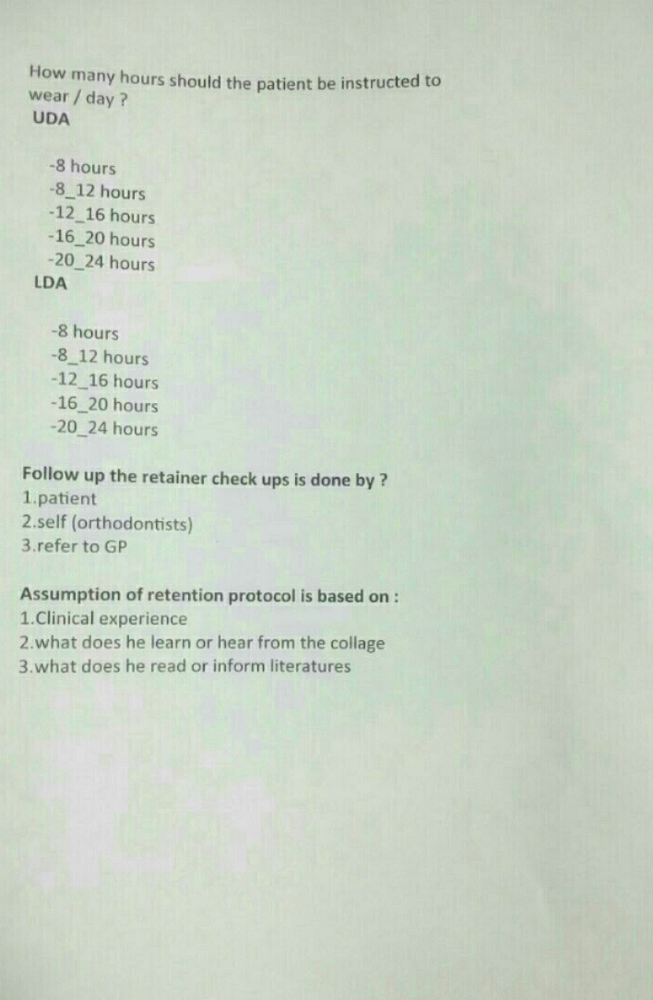 How many hours should the patient be instructed to
wear / day ?
UDA
-8 hours
-8_12 hours
-12_16 hours
-16_20 hours
-20_24 hours
LDA
-8 hours
-8_12 hours
-12_16 hours
-16_20 hours
-20_24 hours
Follow up the retainer check ups is done by ?
1.patient
2.self (orthodontists)
3.refer to GP
Assumption of retention protocol is based on :
1.Clinical experience
2.what does he learn or hear from the collage
3.what does he read or inform literatures